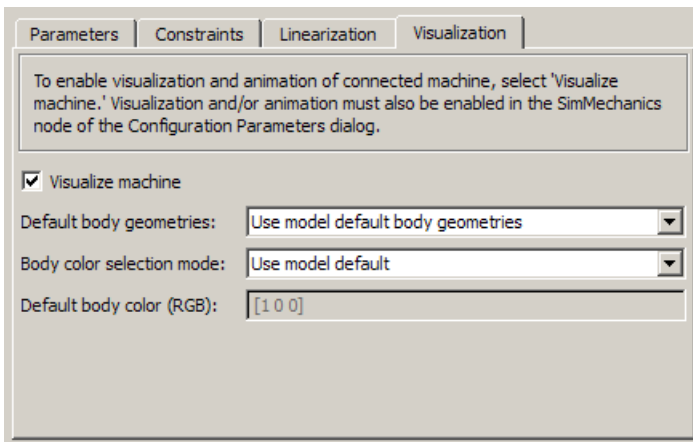 Parameters Constraints Linearization Visualization
To enable visualization and animation of connected machine, select 'Visualize
machine.' Visualization and/or animation must also be enabled in the SimMechanics
node of the Configuration Parameters dialog.
Visualize machine
Default body geometries: Use model default body geometries
Body color selection mode: Use model default
Default body color (RGB): [1 0 0]